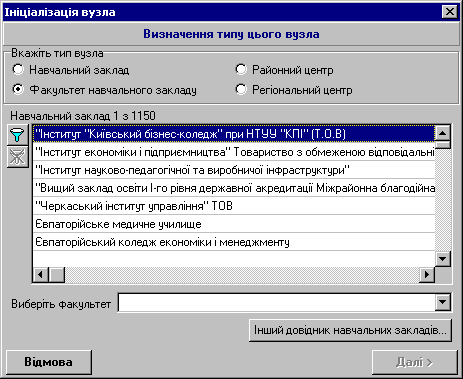 Ініціалізація вузла
Визначення типу цього вузла
Вкажіть тип вузла
Навчальний заклад
Районний центр
Факультет навчального закладу
Регіональний центр
Навчальний заклад 1 з 1150
"Інститут "Київський бізнес-коледж" при НТУУ "КПІ" (Т.О.В)
"Інститут економіки і підприємництва" Товариство з обмеженою відповідальні
"Інститут науково-педагогічної та виробничої інфраструктури"
"Вищий заклад освіти І-го рівня державної акредитації Міжрайонна благодійна
"Черкаський інститут управління" ТОВ
Євпаторійське медичне училище
Євпаторійський коледж економіки і менеджменту
Виберіть факультет
Інший довідник навчальних закладів...
Відмова
Далі >